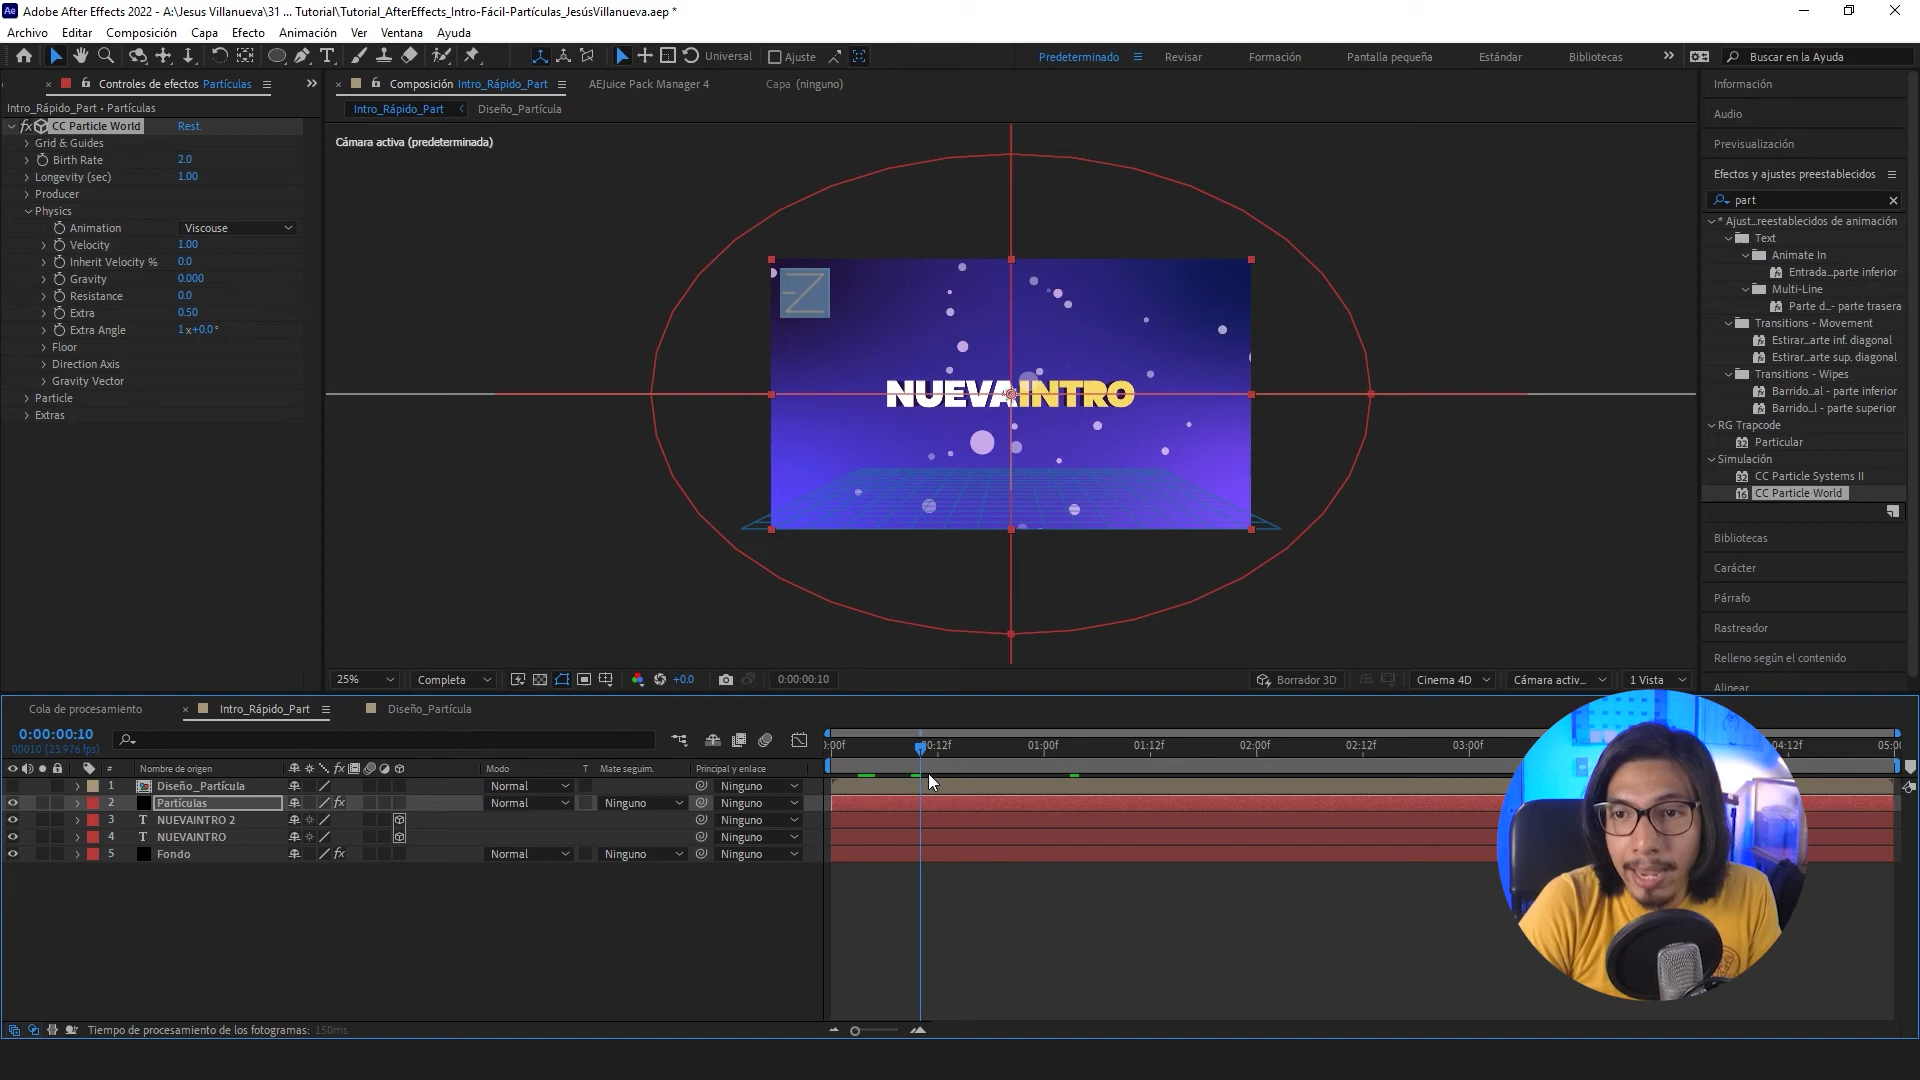 Adobe After Effects 2022 - A:\Jesus Villanueva\31 ... Tutorial\Tutorial_AfterEffects_Intro-Fácil-Partículas_JesúsVillanueva.aep *
Archivo Editar Composición Capa Efecto Animación Ver Ventana Ayuda
Universal Ajuste Predeterminado Revisar Formación Pantalla pequeña Estándar Bibliotecas Buscar en la Ayuda
Controles de efectos Partículas
Intro_Rápido_Part • Partículas
CC Particle World Rest.
Grid & Guides
Birth Rate 2.0
Longevity (sec) 1.00
Producer
Physics
Animation Viscouse
Velocity 1.00
Inherit Velocity % 0.0
Gravity 0.000
Resistance 0.0
Extra 0.50
Extra Angle 1 x+0.0 °
Floor
Direction Axis
Gravity Vector
Particle
Extras
Composición Intro_Rápido_Part AEJuice Pack Manager 4 Capa (ninguno)
Intro_Rápido_Part Diseño_Partícula
Cámara activa (predeterminada)
NUEVAINTRO
25% Completa +0.0 0:00:00:10 Borrador 3D Cinema 4D Cámara activ... 1 Vista
Información
Audio
Previsualización
Efectos y ajustes preestablecidos
part
* Ajust...reestablecidos de animación
Text
Animate In
Entrada...parte inferior
Multi-Line
Parte d...- parte trasera
Transitions - Movement
Estirar...arte inf. diagonal
Estirar...arte sup. diagonal
Transitions - Wipes
Barrido...al - parte inferior
Barrido...l - parte superior
RG Trapcode
Particular
Simulación
CC Particle Systems II
CC Particle World
Bibliotecas
Carácter
Párrafo
Rastreador
Relleno según el contenido
Alinear
Cola de procesamiento Intro_Rápido_Part Diseño_Partícula
0:00:00:10
00010 (23.976 fps)
:00f 00:12f 01:00f 01:12f 02:00f 02:12f 03:00f 04:12f 05:00
# Nombre de origen Modo T Mate seguim. Principal y enlace
1 Diseño_Partícula Normal Ninguno
2 Partículas Normal Ninguno Ninguno
3 T NUEVAINTRO 2 Ninguno
4 T NUEVAINTRO Ninguno
5 Fondo Normal Ninguno Ninguno
Tiempo de procesamiento de los fotogramas: 150ms